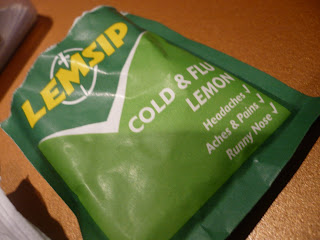 LEMSIP
COLD & FLU
LEMON
Headaches ✓
Aches & Pains ✓
Runny Nose ✓